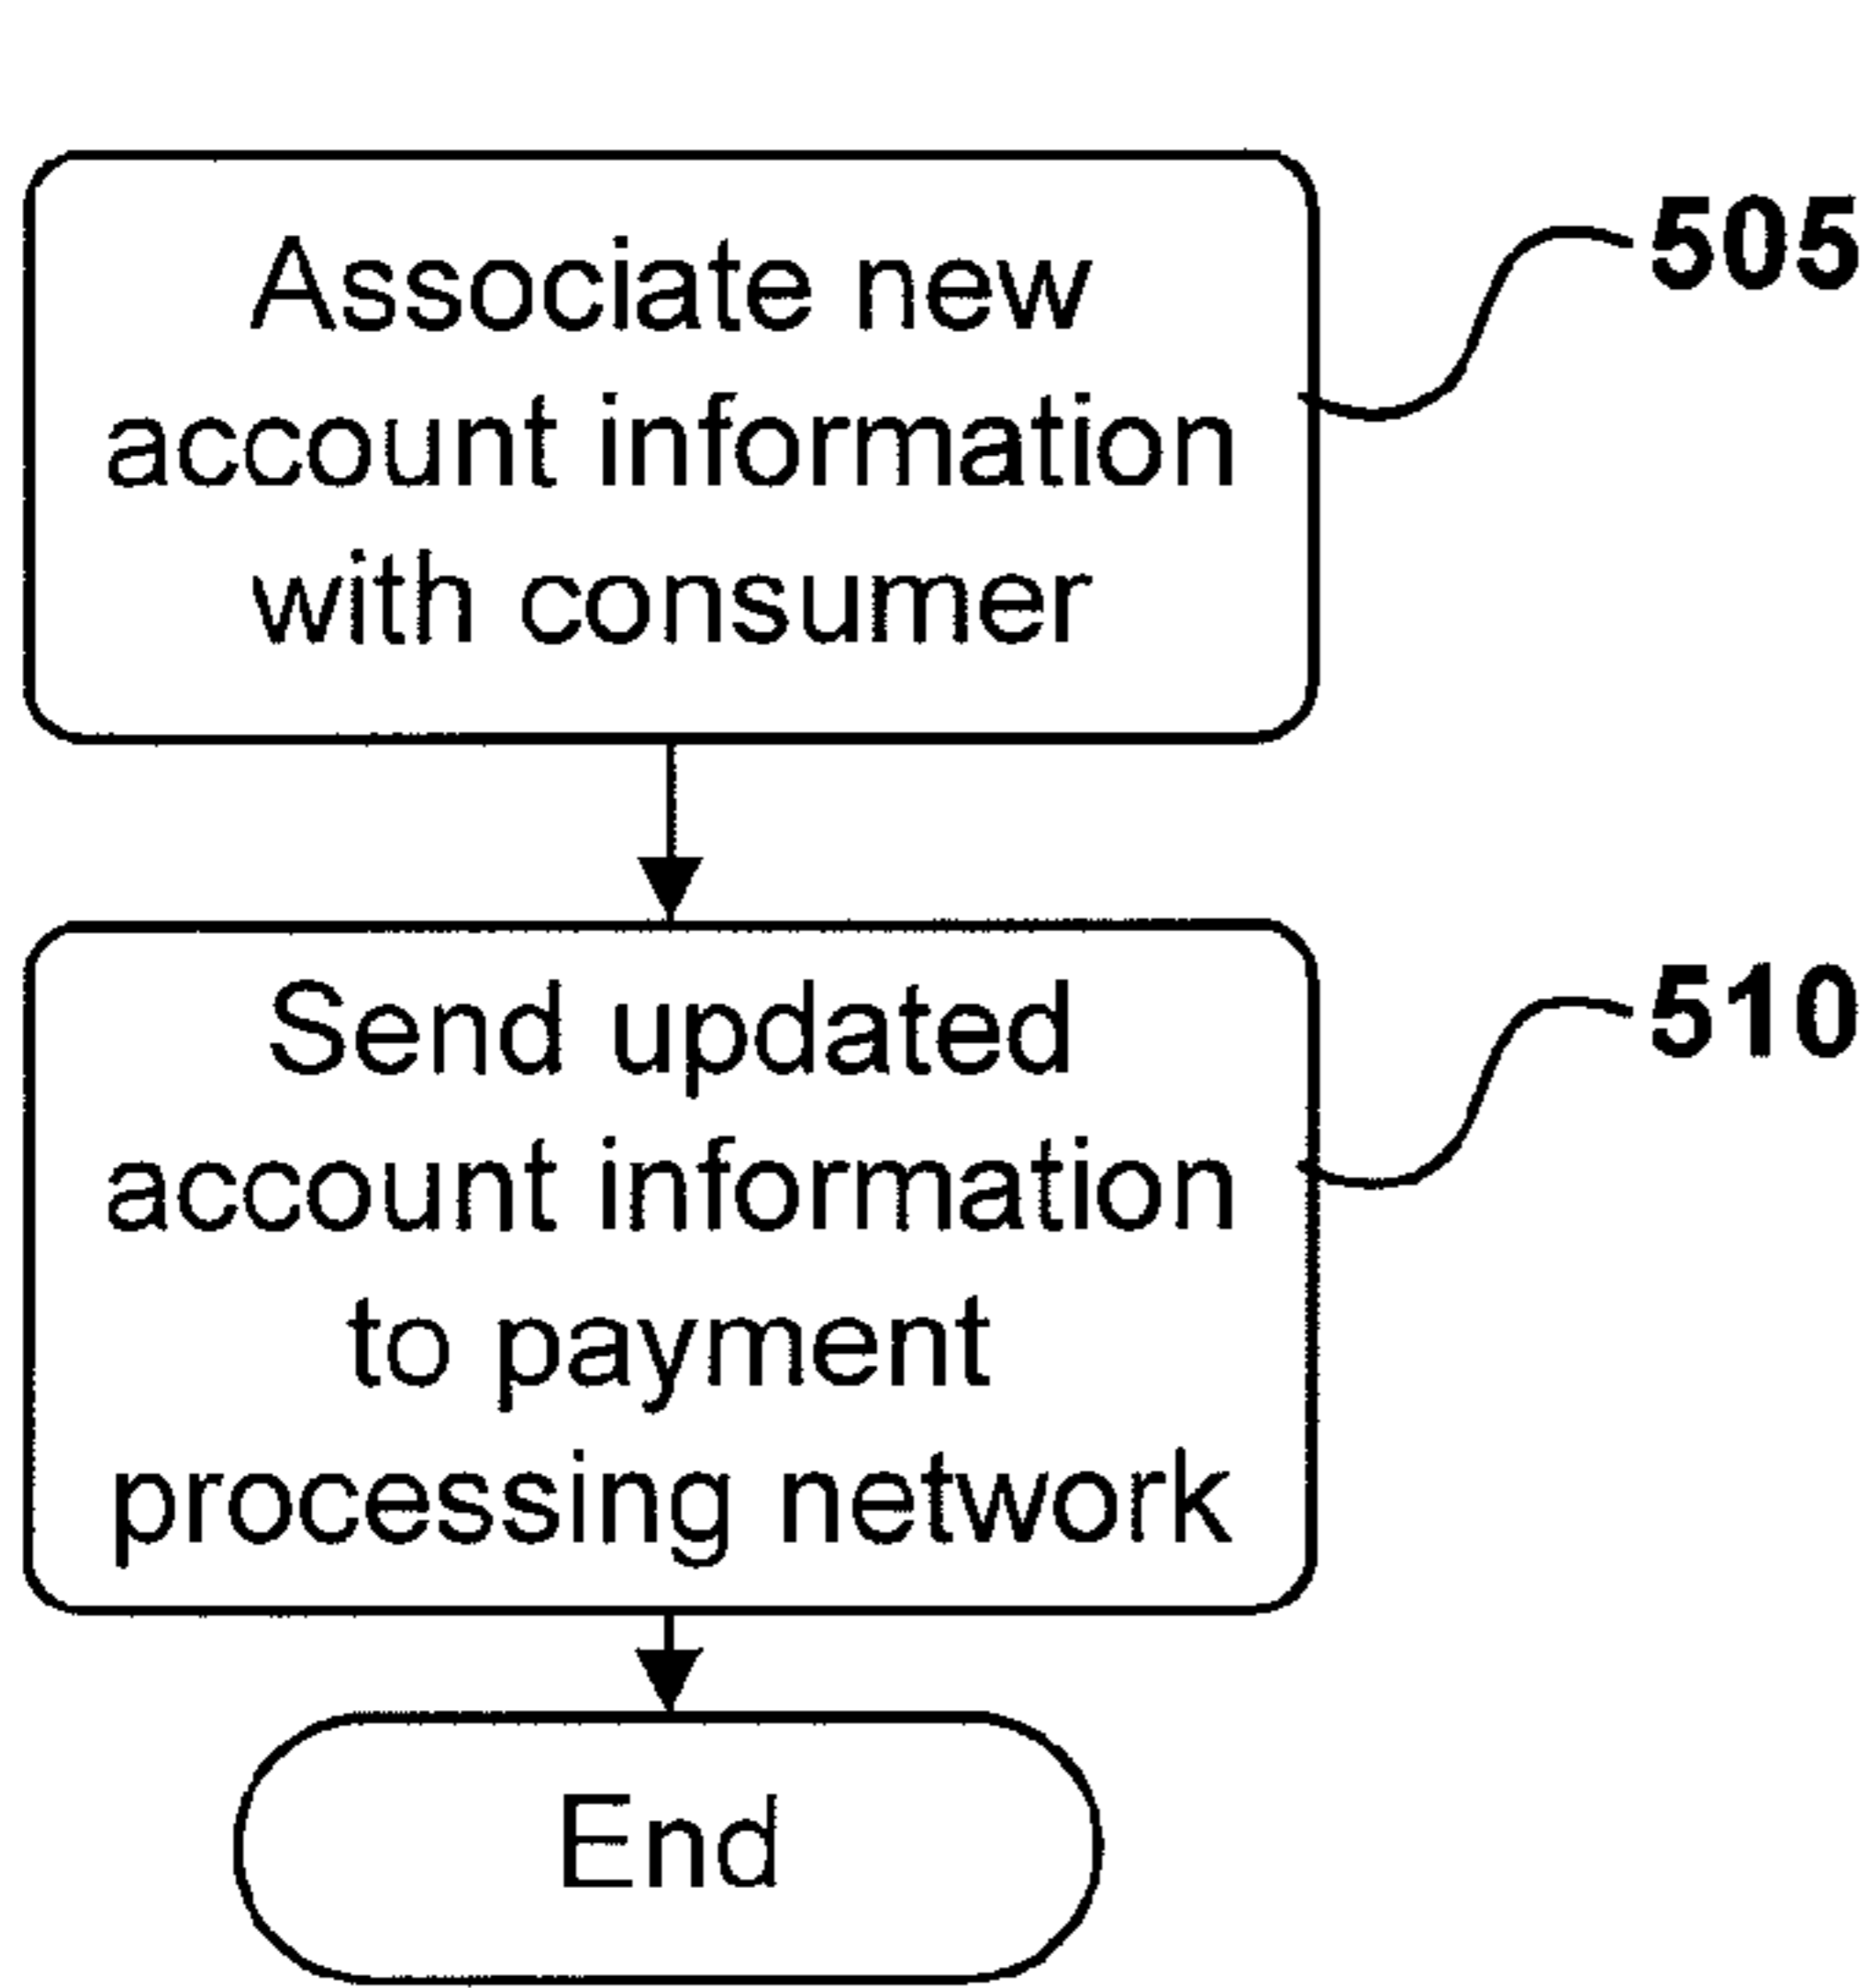 Associate new
account information
with consumer
505
Send updated
account information
to payment
processing network
510
End